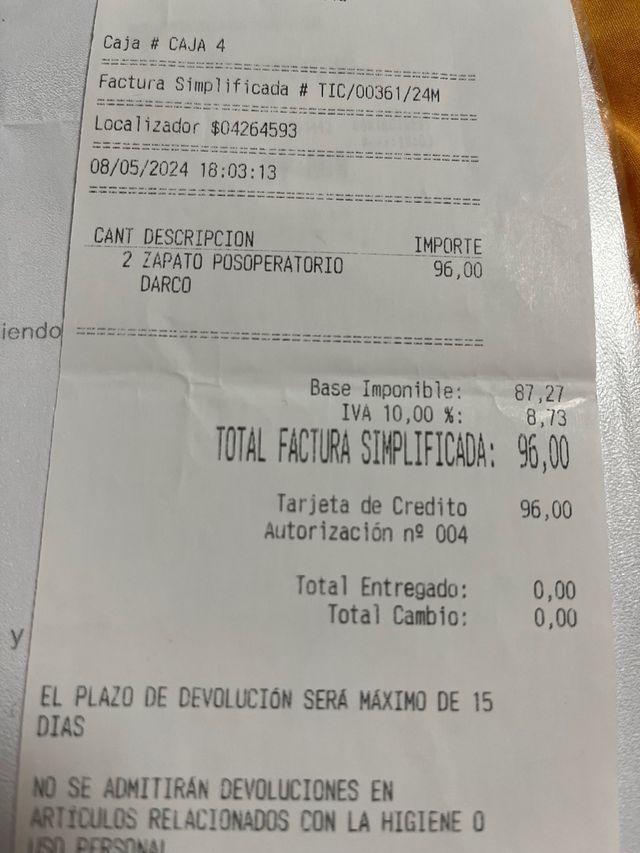 Caja # CAJA 4
Factura Simplificada # TIC/00361/24M
Localizador $04264593
08/05/2024 18:03:13
CANT DESCRIPCION IMPORTE
2 ZAPATO POSOPERATORIO 96,00
DARCO
iendo
Base Imponible: 87,27
IVA 10,00 %: 8,73
TOTAL FACTURA SIMPLIFICADA: 96,00
Tarjeta de Credito 96,00
Autorización nº 004
Total Entregado: 0,00
Total Cambio: 0,00
y
EL PLAZO DE DEVOLUCIÓN SERÁ MÁXIMO DE 15
DIAS
NO SE ADMITIRÁN DEVOLUCIONES EN
ARTÍCULOS RELACIONADOS CON LA HIGIENE O
USO PERSONAL